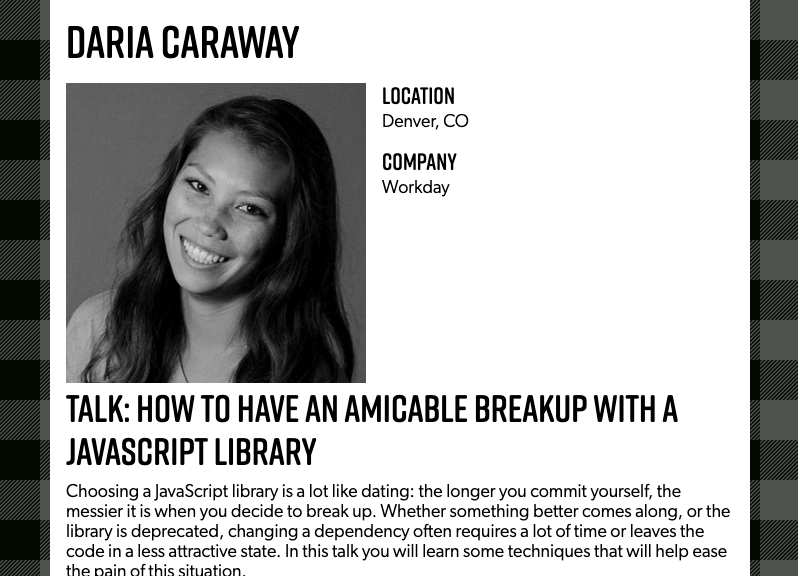 DARIA CARAWAY
LOCATION
Denver, CO
COMPANY
Workday
TALK: HOW TO HAVE AN AMICABLE BREAKUP WITH A
JAVASCRIPT LIBRARY
Choosing a JavaScript library is a lot like dating: the longer you commit yourself, the
messier it is when you decide to break up. Whether something better comes along, or the
library is deprecated, changing a dependency often requires a lot of time or leaves the
code in a less attractive state. In this talk you will learn some techniques that will help ease
the pain of this situation.